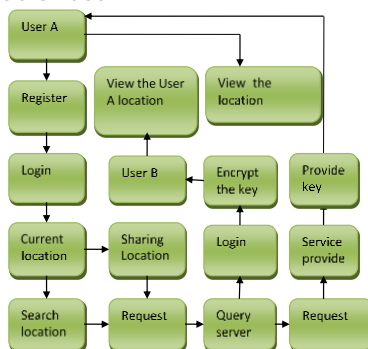 User A
View the User
A location
View the
location
Register
Login
User B
Encrypt
the key
Provide
key
Current
location
Sharing
Location
Login
Service
provide
Search
location
Request
Query
server
Request